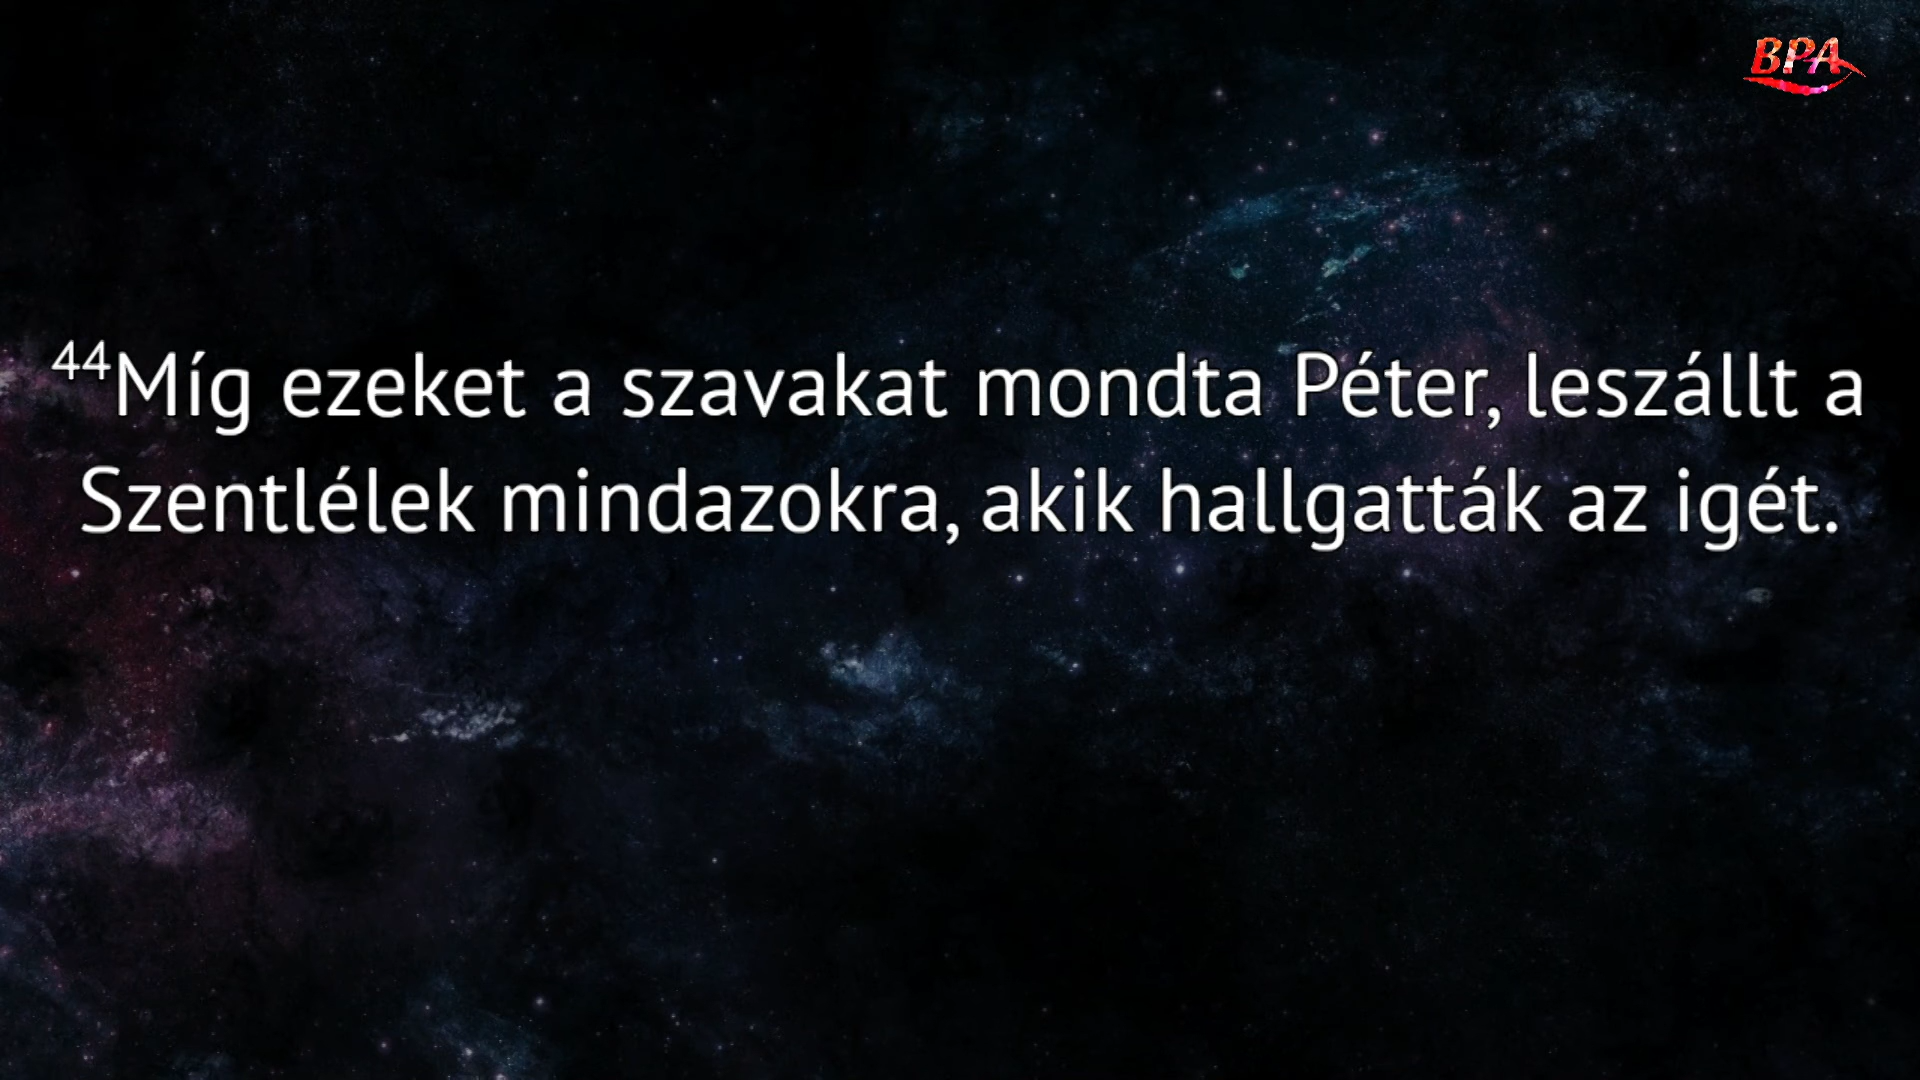 BPA
⁴⁴Míg ezeket a szavakat mondta Péter, leszállt a
Szentlélek mindazokra, akik hallgatták az igét.